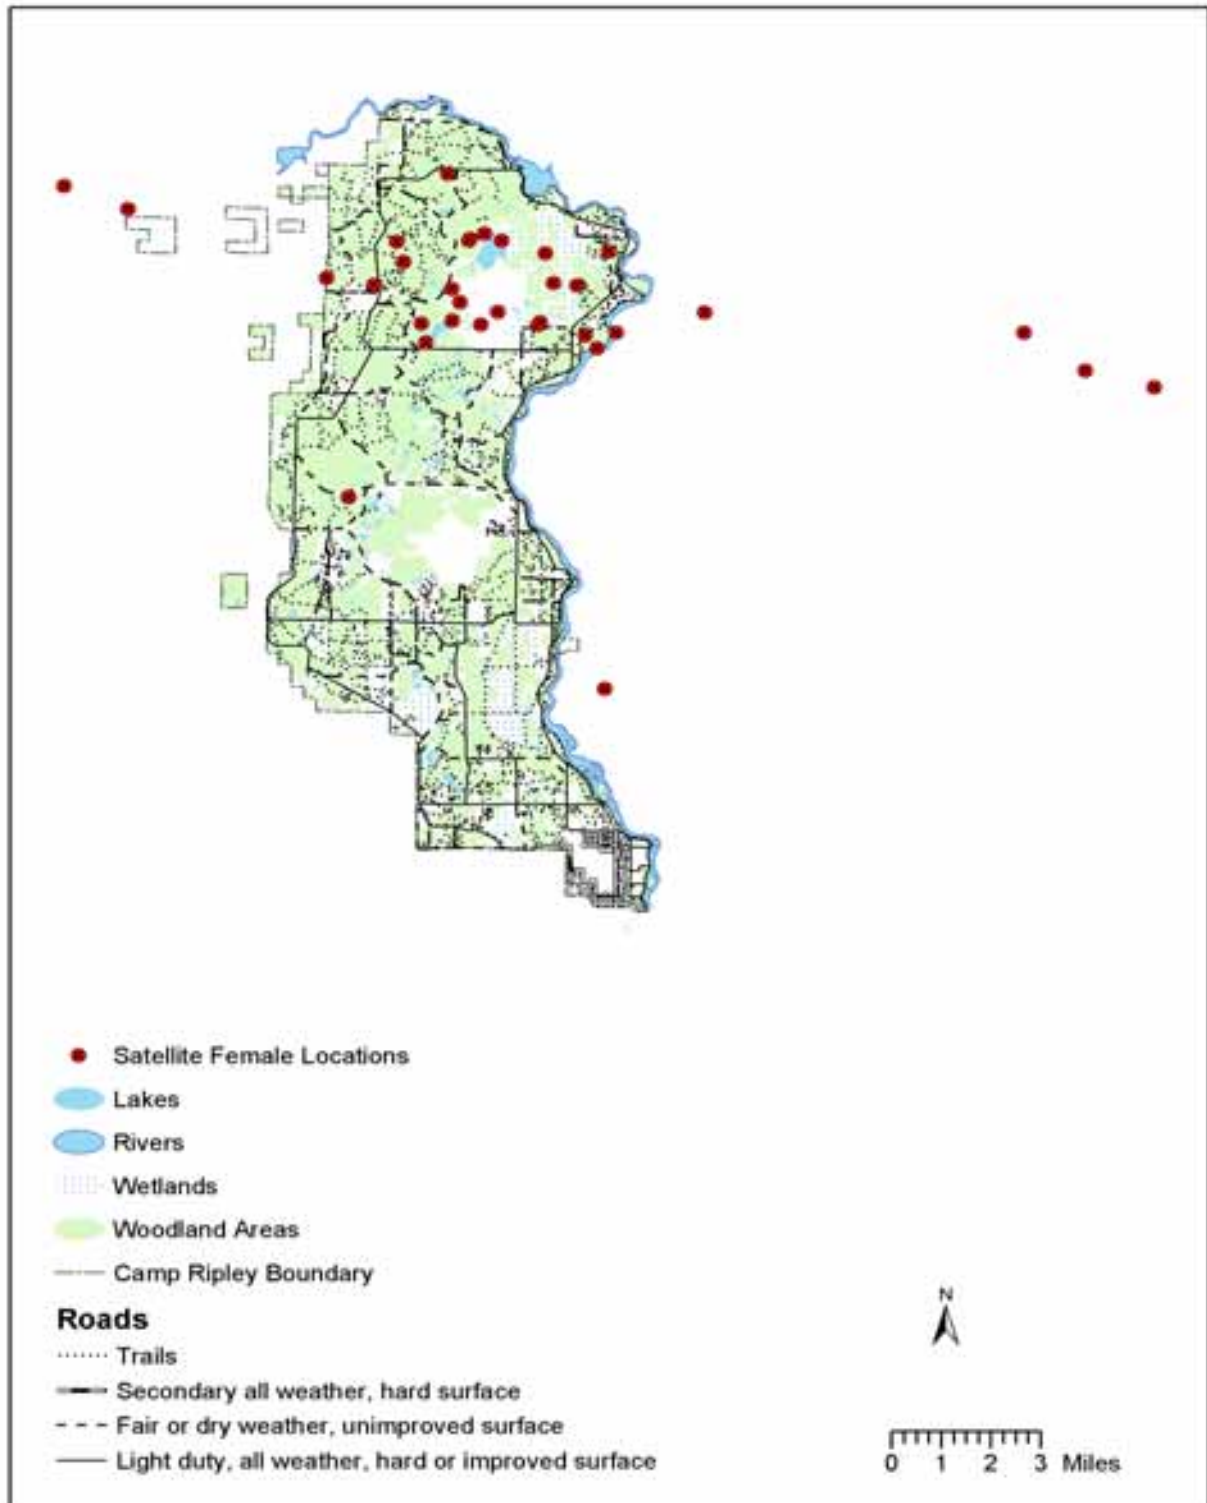 Satellite Female Locations
Lakes
Rivers
Wetlands
Woodland Areas
Camp Ripley Boundary
Roads
Trails
Secondary all weather, hard surface
Fair or dry weather, unimproved surface
Light duty, all weather, hard or improved surface
N
0 1 2 3 Miles